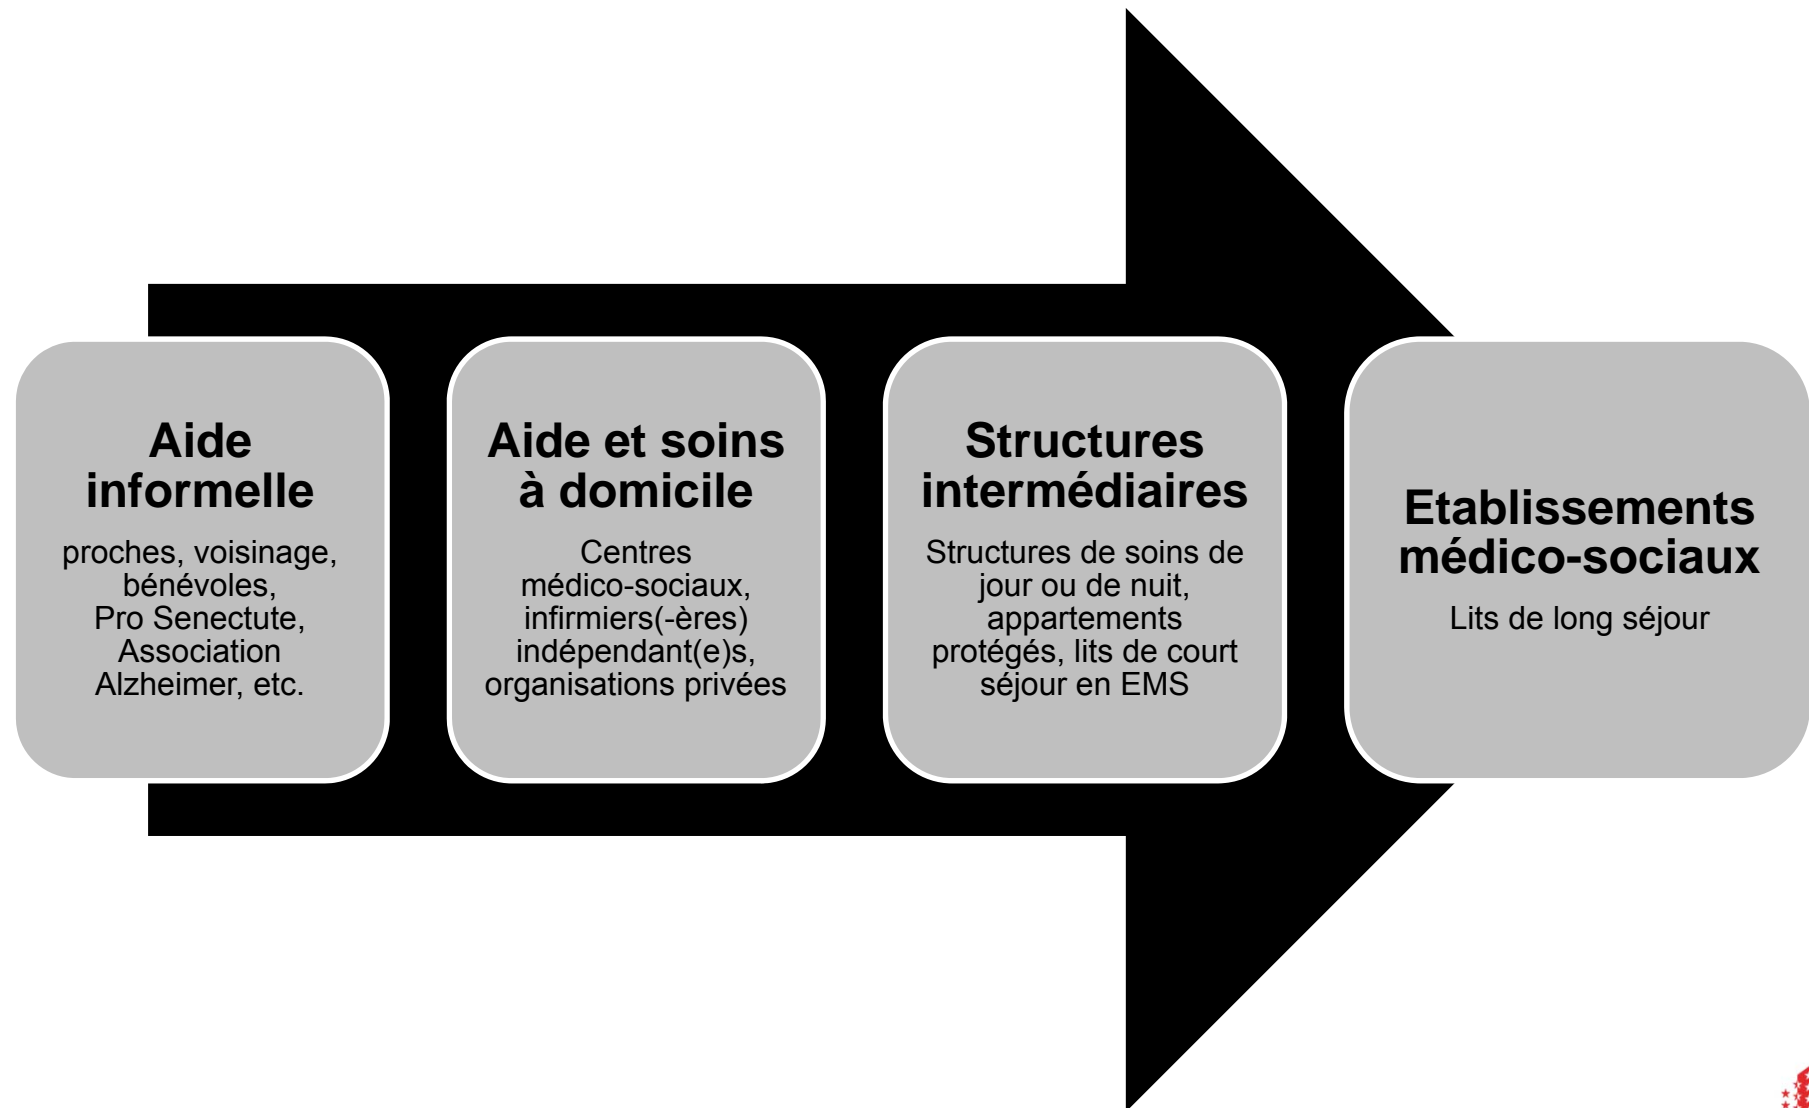 Aide
informelle
proches, voisinage,
bénévoles,
Pro Senectute,
Association
Alzheimer, etc.
Aide et soins
à domicile
Centres
médico-sociaux,
infirmiers(-ères)
indépendant(e)s,
organisations privées
Structures
intermédiaires
Structures de soins de
jour ou de nuit,
appartements
protégés, lits de court
séjour en EMS
Etablissements
médico-sociaux
Lits de long séjour